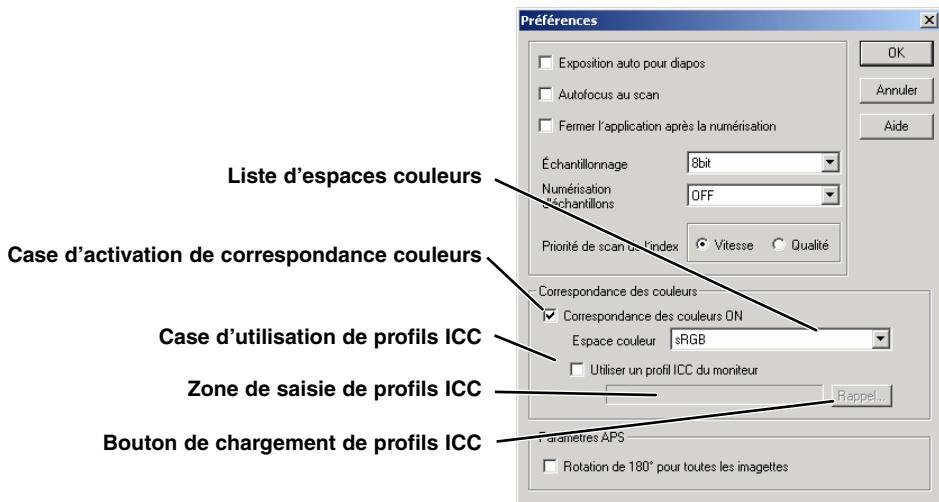 Préférences
Exposition auto pour diapos
OK
Autofocus au scan
Annuler
Fermer l'application après la numérisation
Aide
Échantillonnage
8bit
Numérisation
d'échantillons
OFF
Priorité de scan de l'index
Vitesse
Qualité
Correspondance des couleurs
Correspondance des couleurs ON
Espace couleur
sRGB
Utiliser un profil ICC du moniteur
Rappel...
Paramètres APS
Rotation de 180° pour toutes les imagettes
Liste d'espaces couleurs
Case d'activation de correspondance couleurs
Case d'utilisation de profils ICC
Zone de saisie de profils ICC
Bouton de chargement de profils ICC